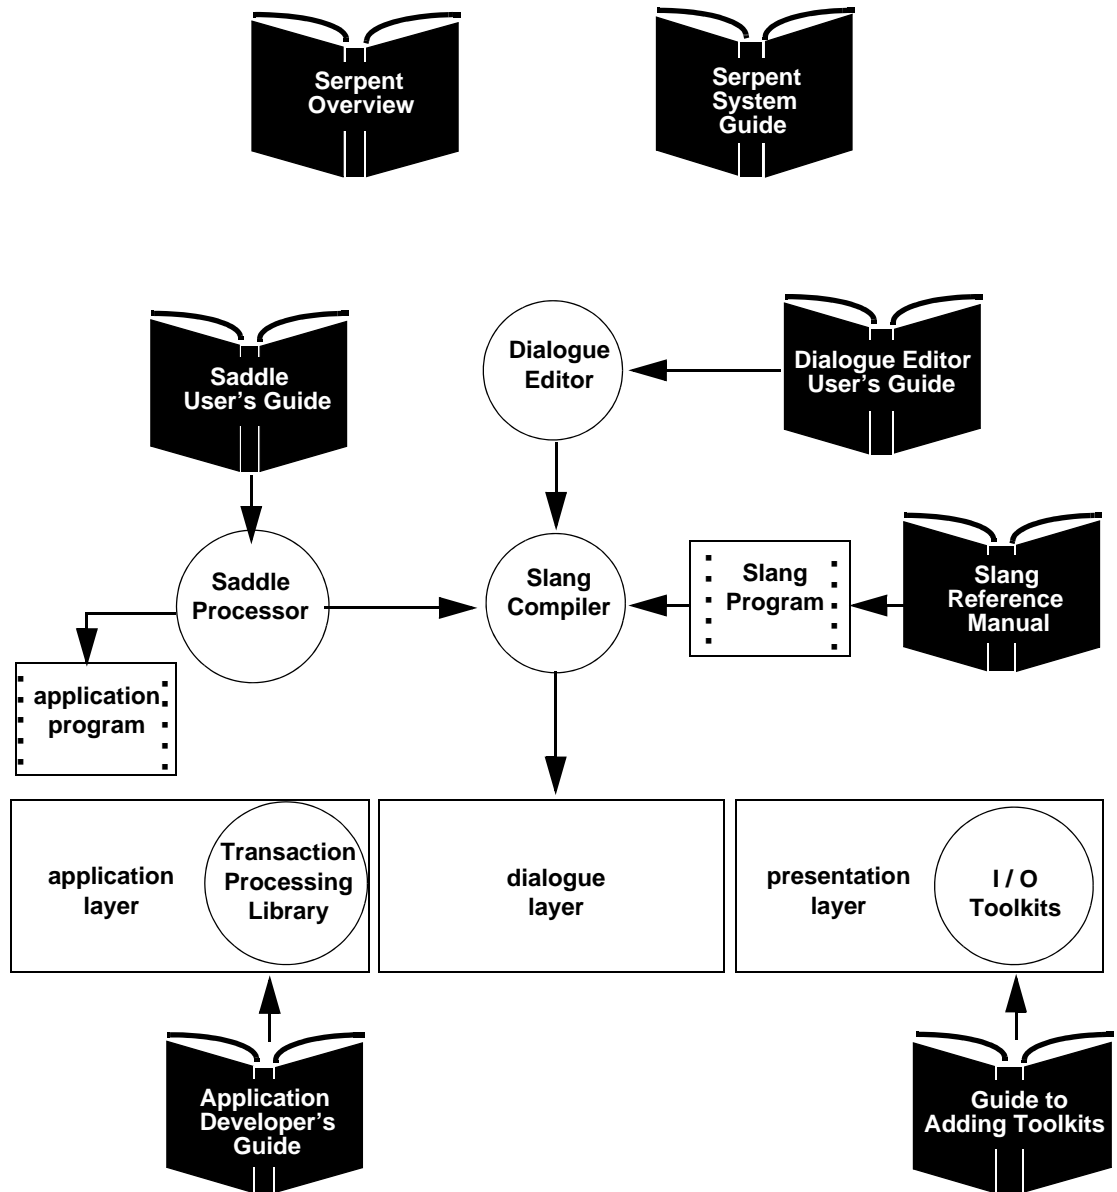 Serpent
Overview
Serpent
System
Guide
Saddle
User’s Guide
Dialogue
Editor
Dialogue Editor
User’s Guide
Saddle
Processor
Slang
Compiler
Slang
Program
Slang
Reference
Manual
application
program
application
layer
Transaction
Processing
Library
dialogue
layer
presentation
layer
I / O
Toolkits
Application
Developer’s
Guide
Guide to
Adding Toolkits